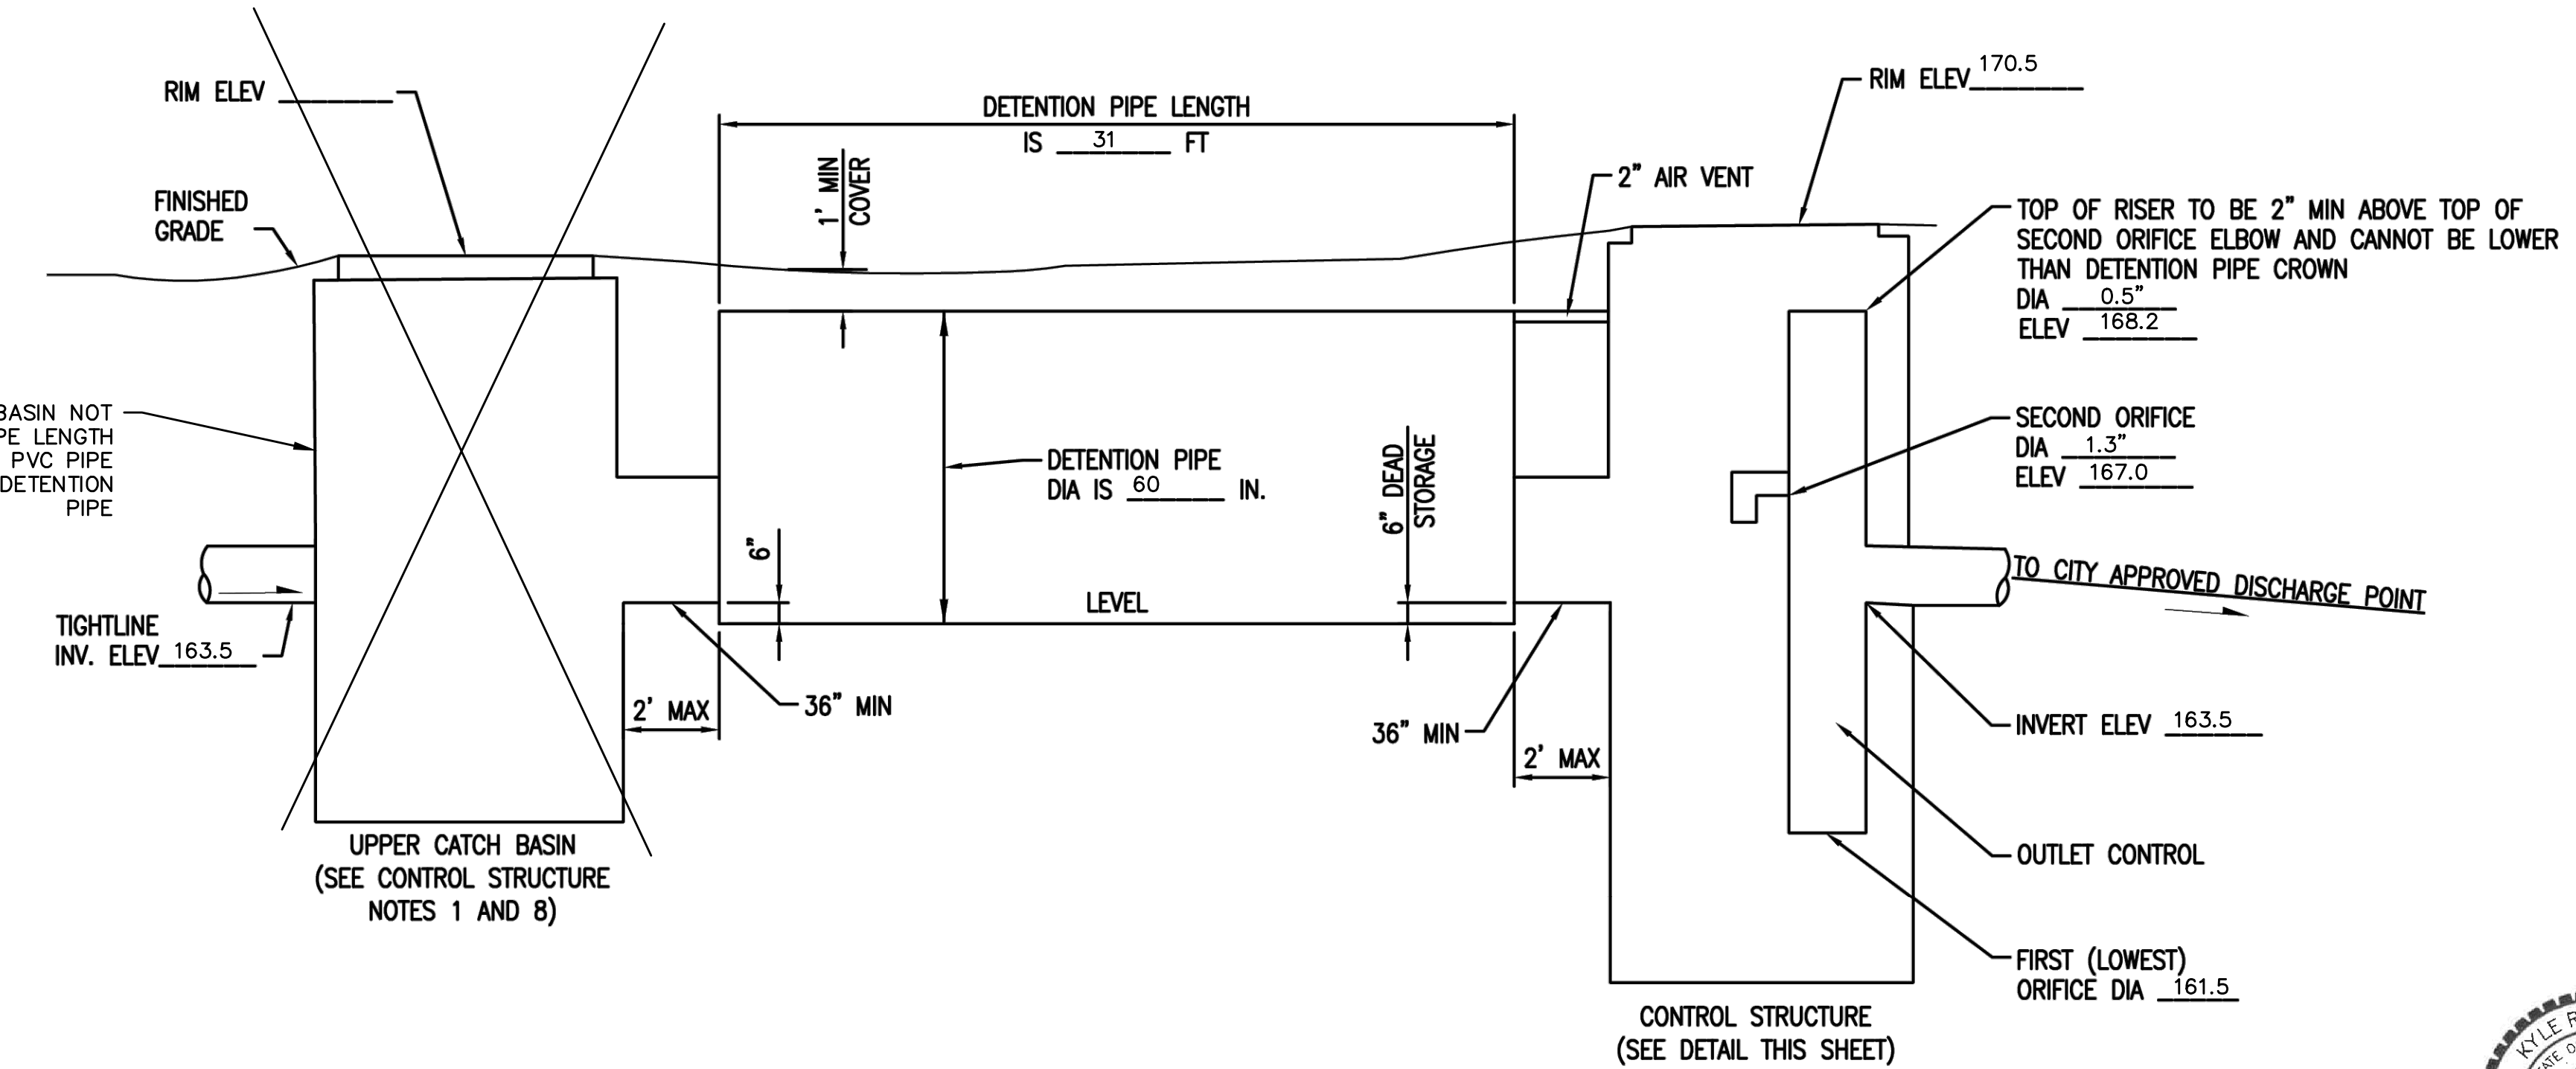 RIM ELEV
FINISHED
GRADE
BASIN NOT
PE LENGTH
PVC PIPE
DETENTION
PIPE
TIGHTLINE
INV. ELEV 163.5
UPPER CATCH BASIN
(SEE CONTROL STRUCTURE
NOTES 1 AND 8)
DETENTION PIPE LENGTH
IS 31 FT
1' MIN
COVER
2" AIR VENT
DETENTION PIPE
DIA IS 60 IN.
6"
6" DEAD
STORAGE
LEVEL
2' MAX
36" MIN
36" MIN
2' MAX
RIM ELEV 170.5
TOP OF RISER TO BE 2" MIN ABOVE TOP OF
SECOND ORIFICE ELBOW AND CANNOT BE LOWER
THAN DETENTION PIPE CROWN
DIA 0.5"
ELEV 168.2
SECOND ORIFICE
DIA 1.3"
ELEV 167.0
TO CITY APPROVED DISCHARGE POINT
INVERT ELEV 163.5
OUTLET CONTROL
FIRST (LOWEST)
ORIFICE DIA 161.5
CONTROL STRUCTURE
(SEE DETAIL THIS SHEET)
KYLE R